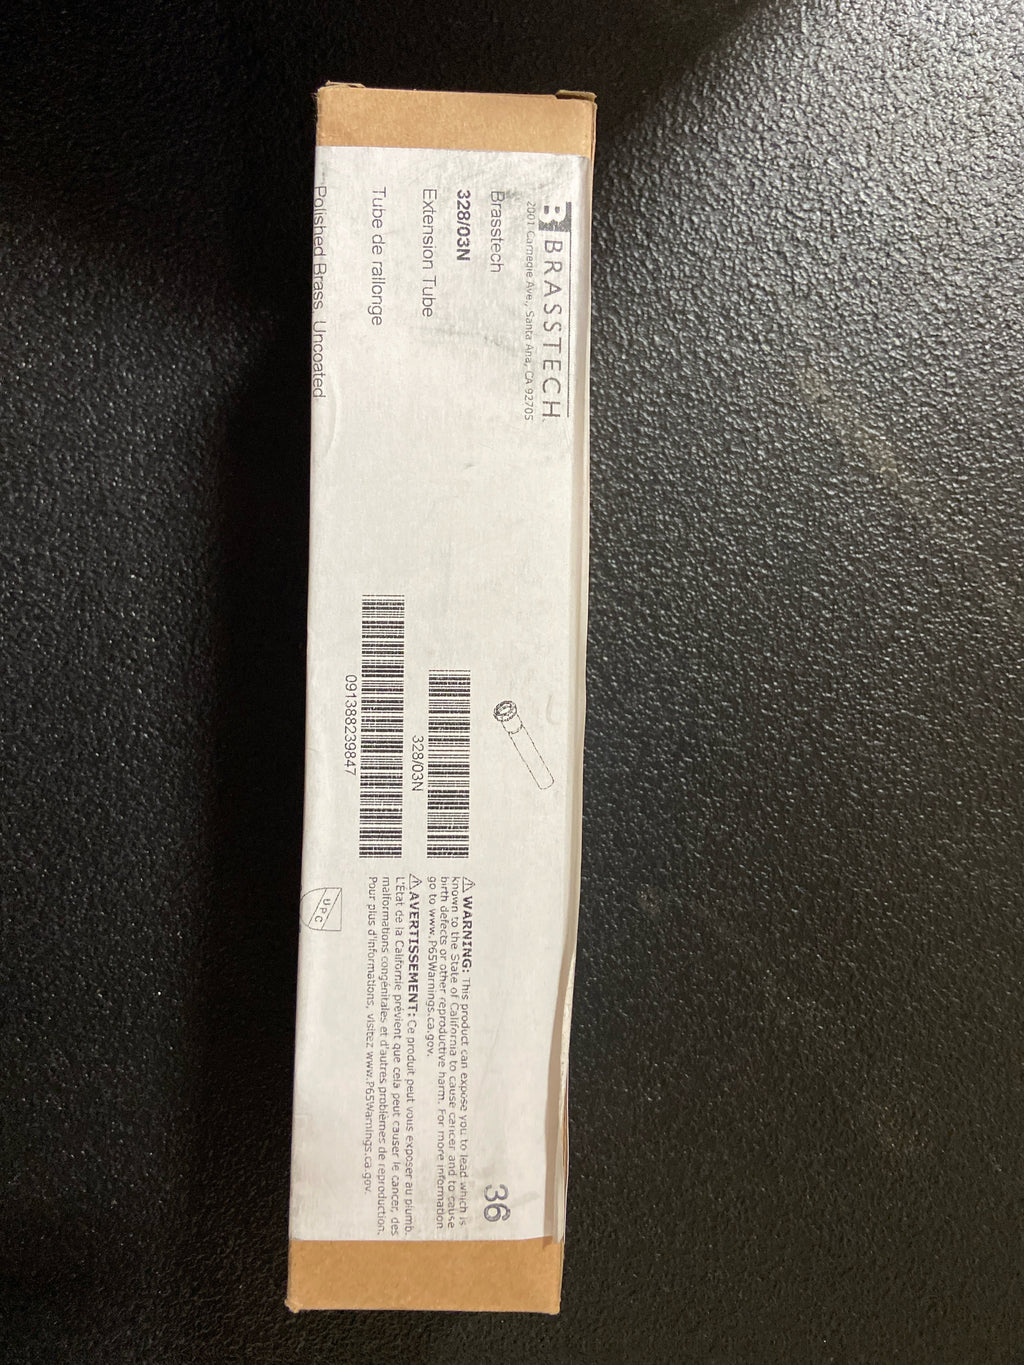 BRASSTECH
2001 Carnegie Ave., Santa Ana, CA 92705
Brasstech
328/03N
Extension Tube
Tube de rallonge
Polished Brass, Uncoated
328/03N
091388239847
36
WARNING: This product can expose you to lead which is
known to the State of California to cause cancer and to cause
birth defects or other reproductive harm. For more information
go to www.P65Warnings.ca.gov.
AVERTISSEMENT: Ce produit peut vous exposer au plumb.
L'État de la Californie prévient que cela peut causer le cancer, des
malformations congénitales et d'autres problèmes de reproduction.
Pour plus d'informations, visitez www.P65Warnings.ca.gov.
UPC